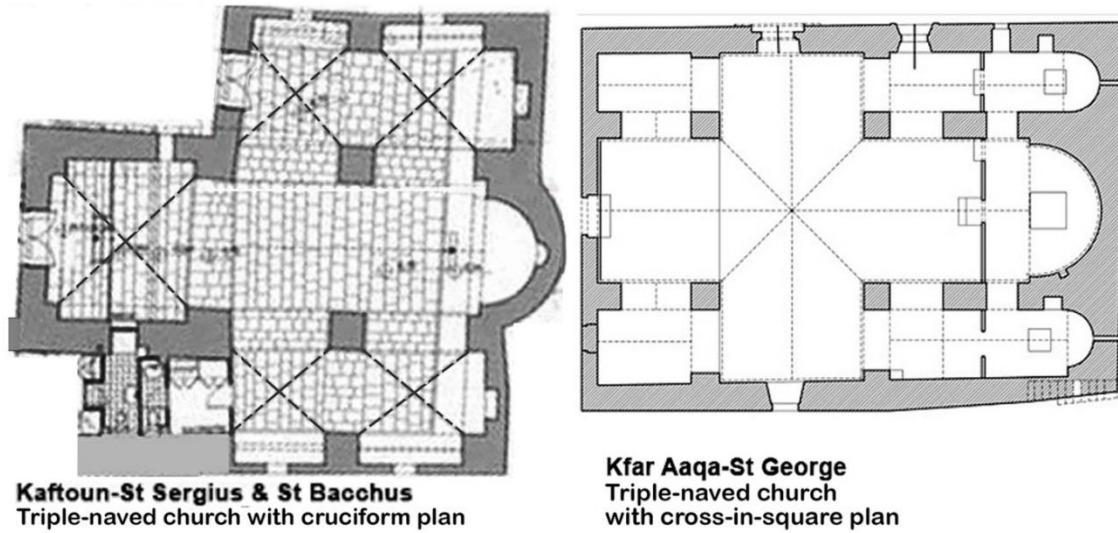 Kaftoun-St Sergius & St Bacchus
Triple-naved church with cruciform plan
Kfar Aaqa-St George
Triple-naved church
with cross-in-square plan